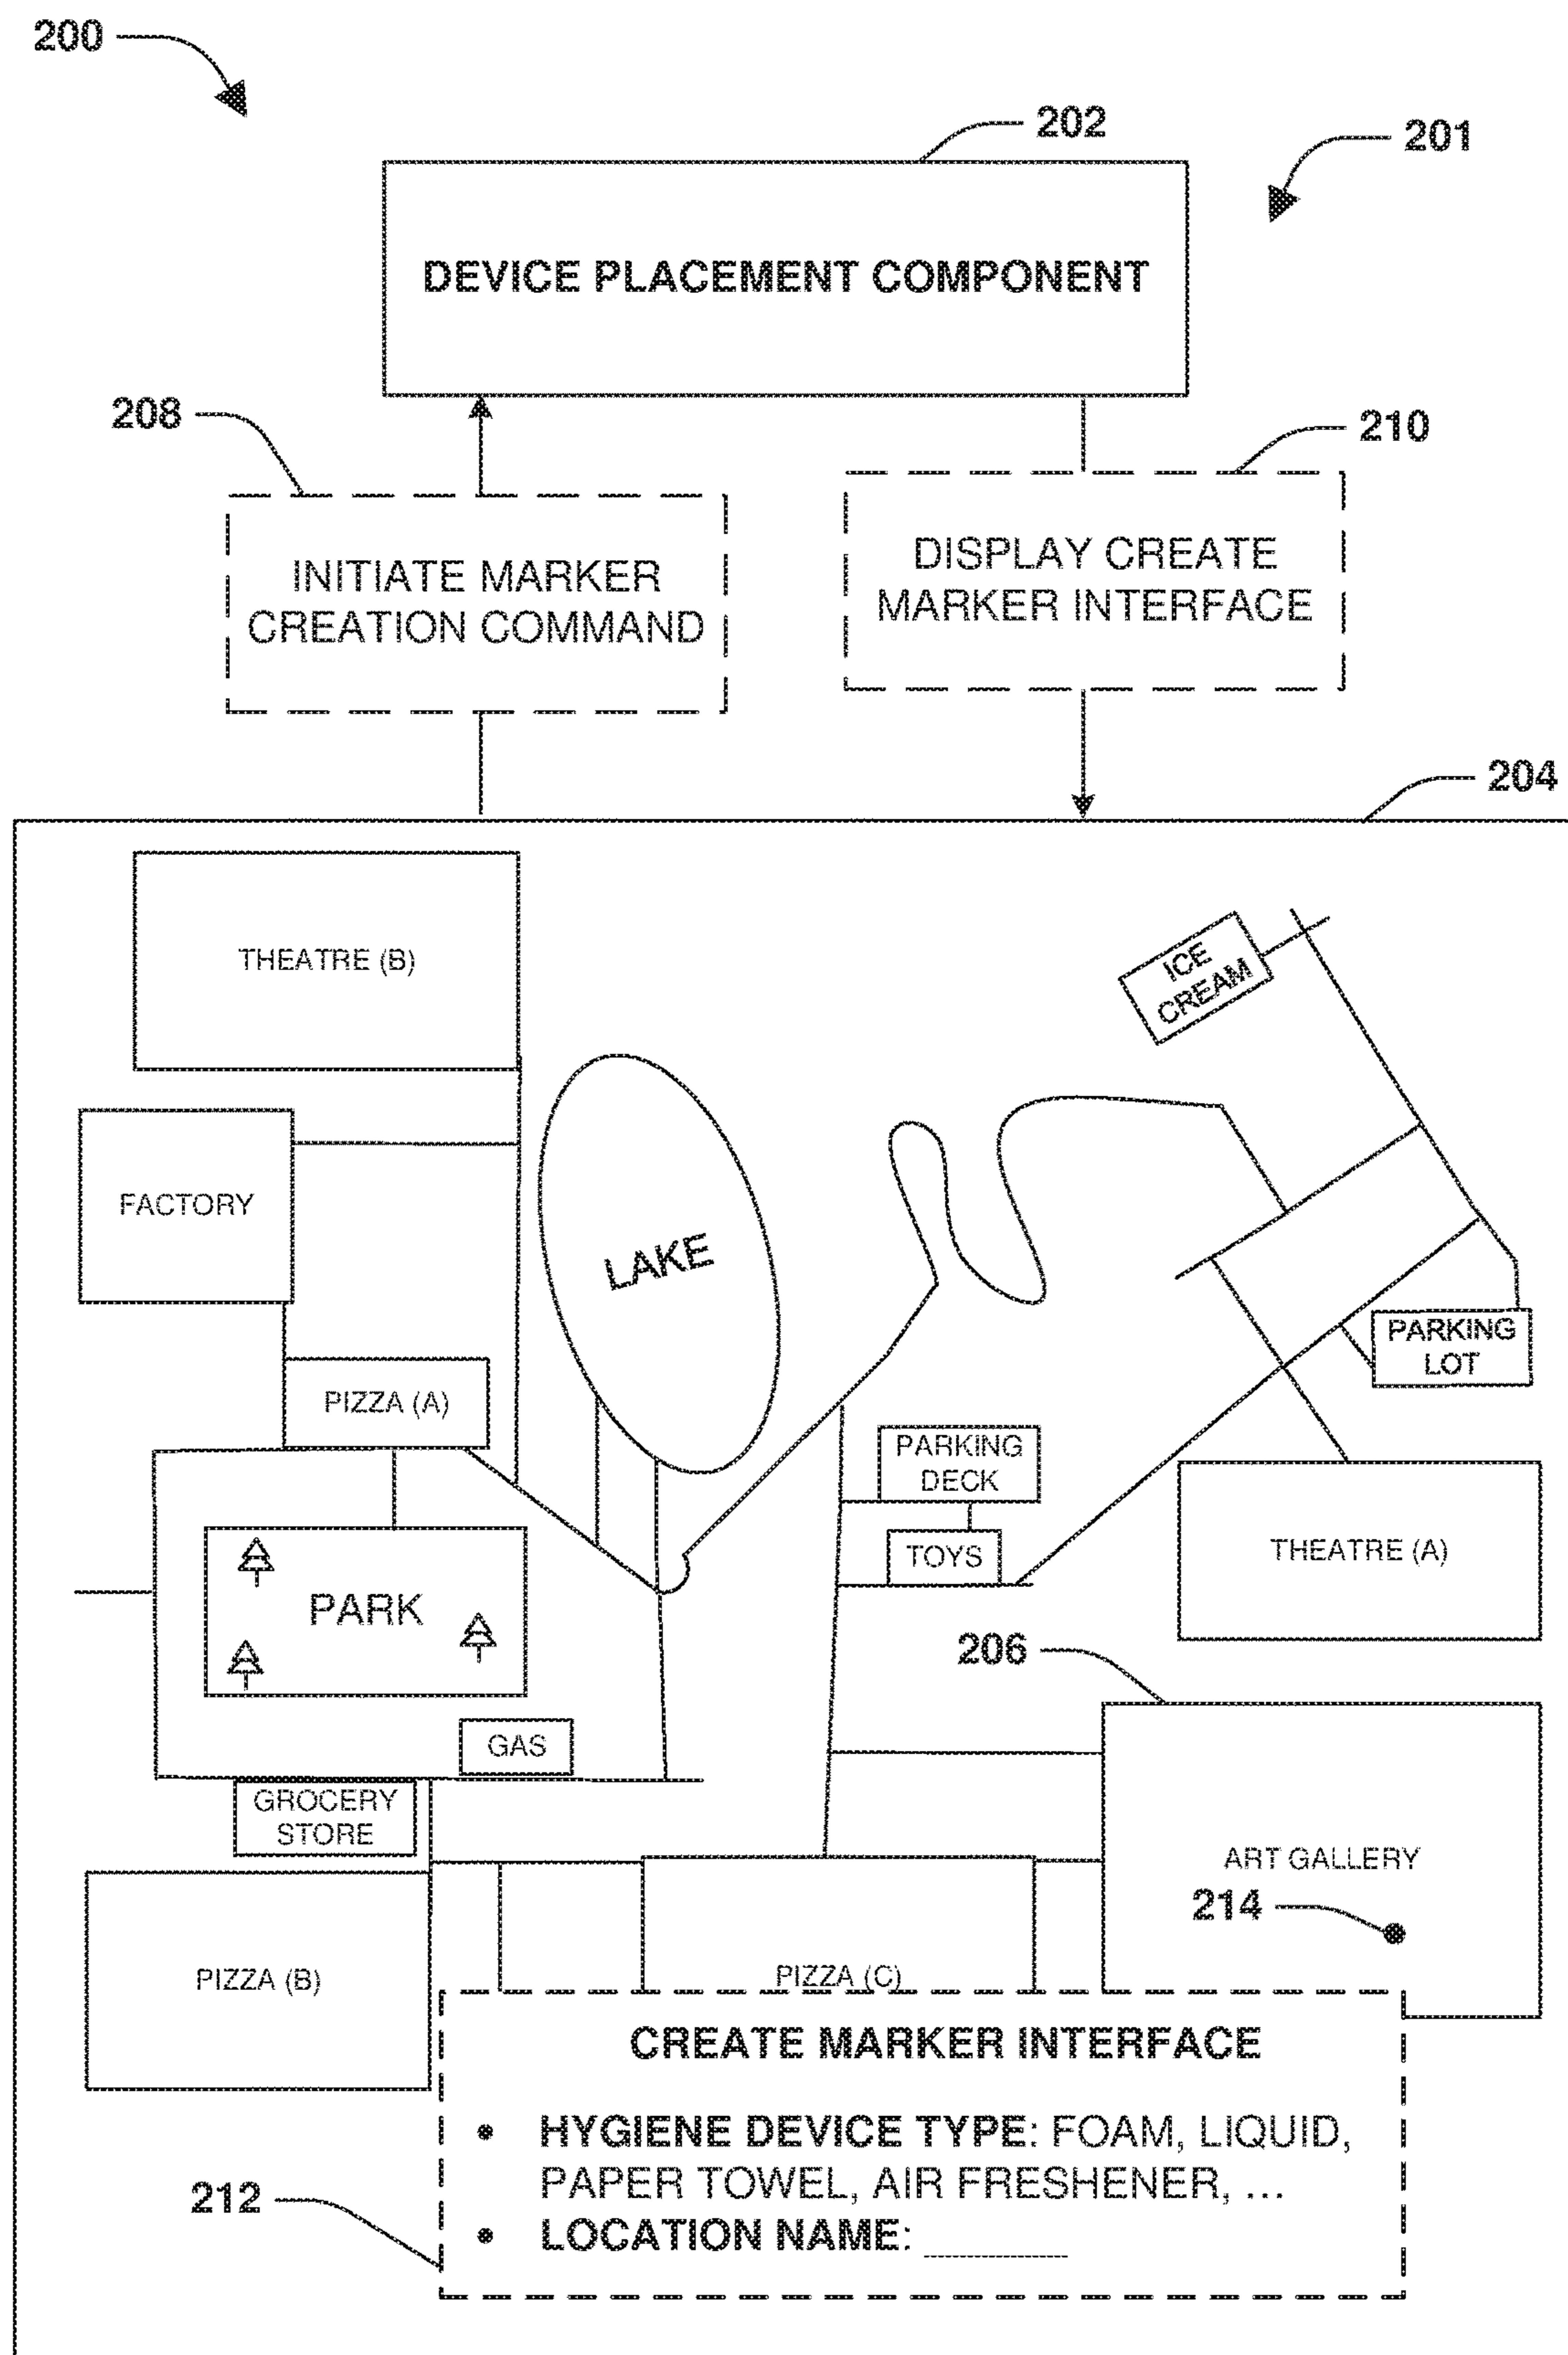 200
202
201
DEVICE PLACEMENT COMPONENT
208
210
INITIATE MARKER
CREATION COMMAND
DISPLAY CREATE
MARKER INTERFACE
204
THEATRE (B)
ICE
CREAM
FACTORY
LAKE
PARKING
LOT
PIZZA (A)
PARKING
DECK
TOYS
THEATRE (A)
PARK
206
GAS
GROCERY
STORE
ART GALLERY
214
PIZZA (B)
PIZZA (C)
CREATE MARKER INTERFACE
• HYGIENE DEVICE TYPE: FOAM, LIQUID,
PAPER TOWEL, AIR FRESHENER, ...
212
• LOCATION NAME: ________